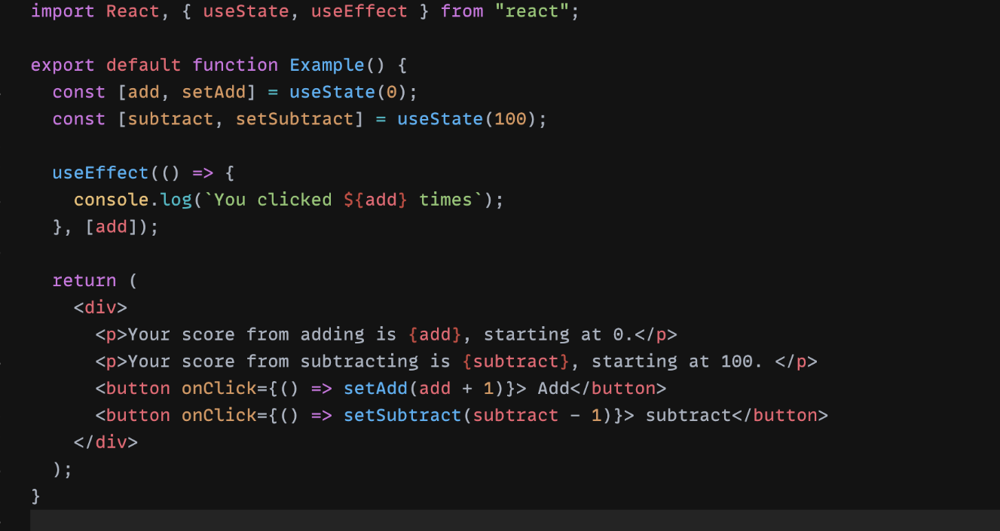 import React, { useState, useEffect } from "react";
export default function Example() {
const [add, setAdd] = useState(0);
const [subtract, setSubtract] = useState(100);
useEffect(() => {
console.log(`You clicked ${add} times`);
}, [add]);
return (
<div>
<p>Your score from adding is {add}, starting at 0.</p>
<p>Your score from subtracting is {subtract}, starting at 100. </p>
<button onClick={() => setAdd(add + 1)}> Add</button>
<button onClick={() => setSubtract(subtract - 1)}> subtract</button>
</div>
);
}